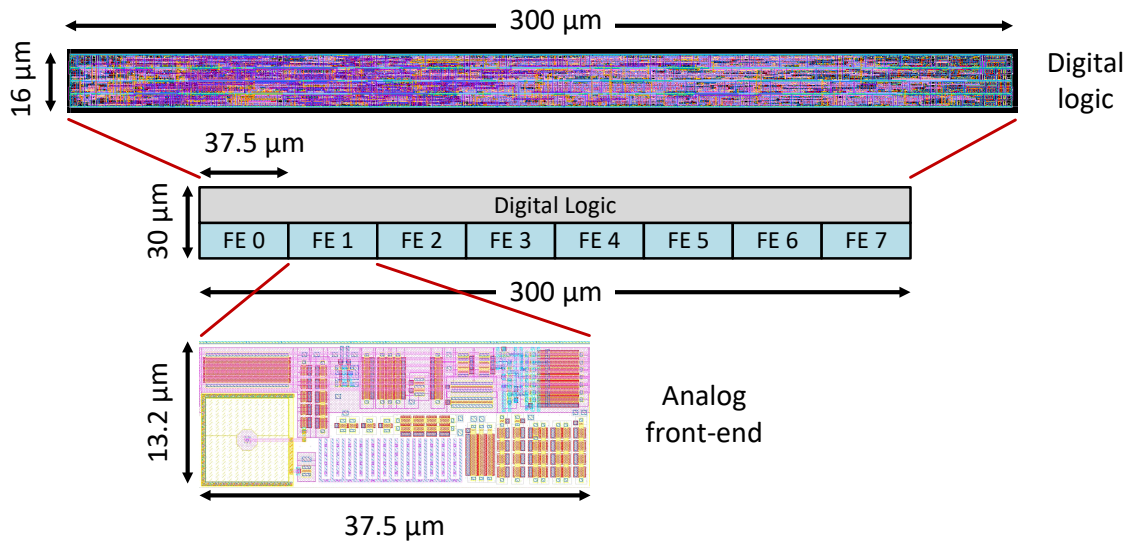 300 μm
16 μm
Digital
logic
37.5 μm
30 μm
Digital Logic
FE 0 FE 1 FE 2 FE 3 FE 4 FE 5 FE 6 FE 7
300 μm
13.2 μm
Analog
front-end
37.5 μm